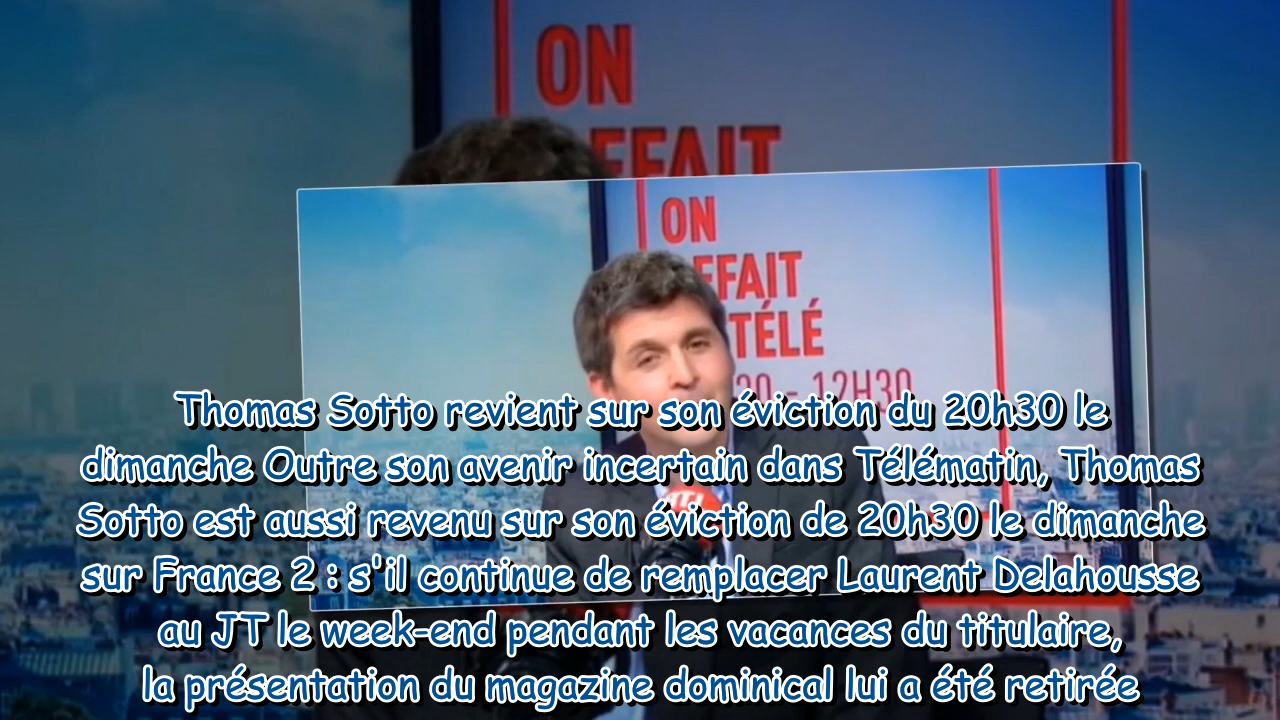 ON
FFAIT
ON
FFAIT
TÉLÉ
- 12H30
RTL
Thomas Sotto revient sur son éviction du 20h30 le
dimanche Outre son avenir incertain dans Télématin, Thomas
Sotto est aussi revenu sur son éviction de 20h30 le dimanche
sur France 2 : s'il continue de remplacer Laurent Delahousse
au JT le week-end pendant les vacances du titulaire,
la présentation du magazine dominical lui a été retirée